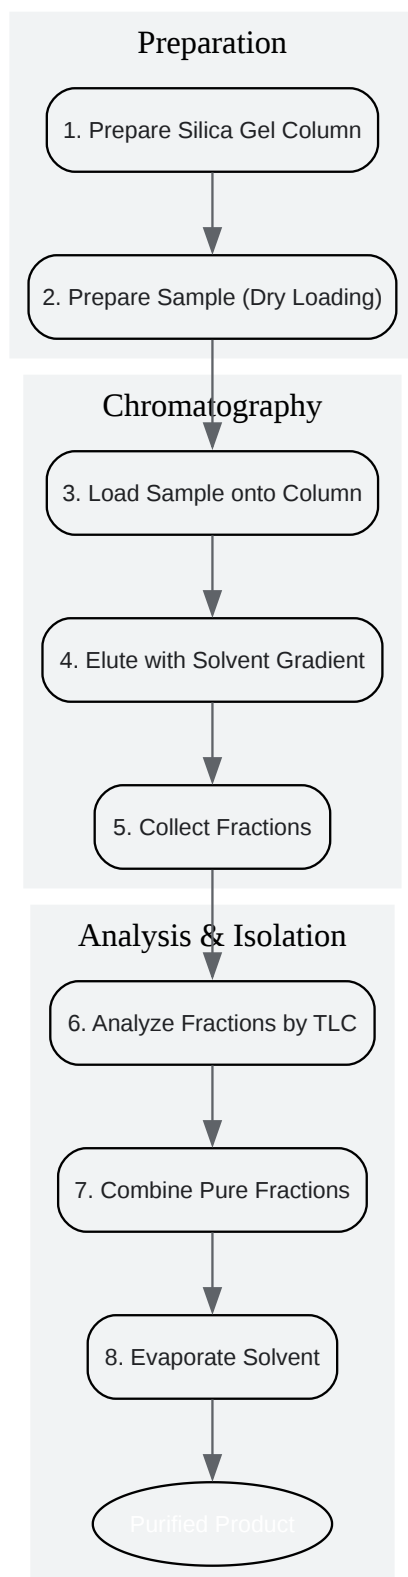 Preparation
1. Prepare Silica Gel Column
2. Prepare Sample (Dry Loading)
Chromatography
3. Load Sample onto Column
4. Elute with Solvent Gradient
5. Collect Fractions
Analysis & Isolation
6. Analyze Fractions by TLC
7. Combine Pure Fractions
8. Evaporate Solvent
Purified Product